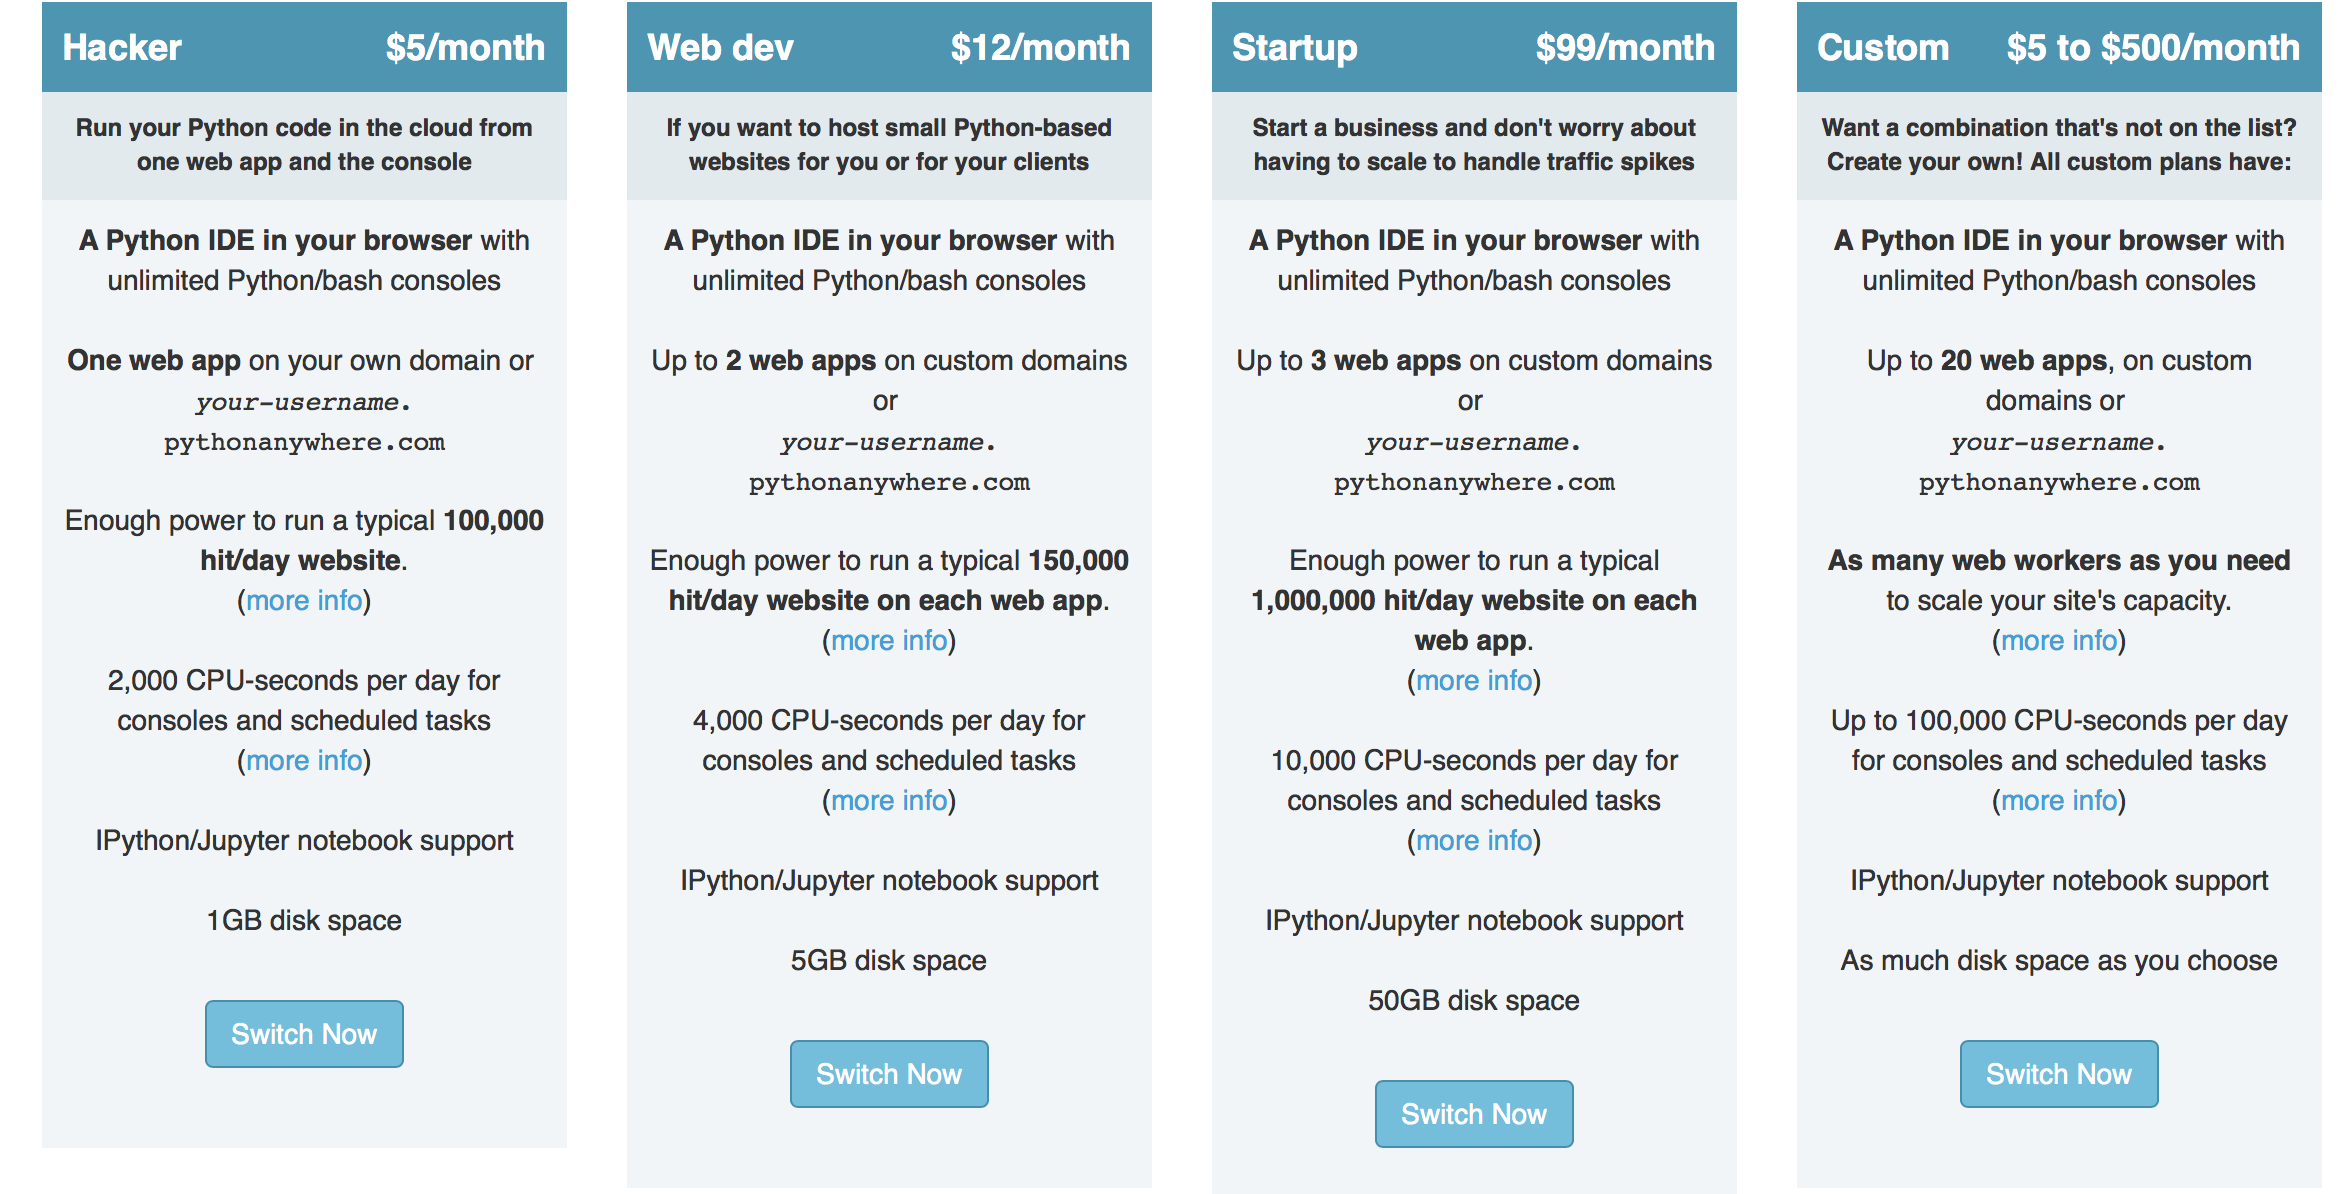 Hacker $5/month
Run your Python code in the cloud from
one web app and the console
A Python IDE in your browser with
unlimited Python/bash consoles
One web app on your own domain or
your-username.
pythonanywhere.com
Enough power to run a typical 100,000
hit/day website.
(more info)
2,000 CPU-seconds per day for
consoles and scheduled tasks
(more info)
IPython/Jupyter notebook support
1GB disk space
Switch Now
Web dev $12/month
If you want to host small Python-based
websites for you or for your clients
A Python IDE in your browser with
unlimited Python/bash consoles
Up to 2 web apps on custom domains
or
your-username.
pythonanywhere.com
Enough power to run a typical 150,000
hit/day website on each web app.
(more info)
4,000 CPU-seconds per day for
consoles and scheduled tasks
(more info)
IPython/Jupyter notebook support
5GB disk space
Switch Now
Startup $99/month
Start a business and don't worry about
having to scale to handle traffic spikes
A Python IDE in your browser with
unlimited Python/bash consoles
Up to 3 web apps on custom domains
or
your-username.
pythonanywhere.com
Enough power to run a typical
1,000,000 hit/day website on each
web app.
(more info)
10,000 CPU-seconds per day for
consoles and scheduled tasks
(more info)
IPython/Jupyter notebook support
50GB disk space
Switch Now
Custom $5 to $500/month
Want a combination that's not on the list?
Create your own! All custom plans have:
A Python IDE in your browser with
unlimited Python/bash consoles
Up to 20 web apps, on custom
domains or
your-username.
pythonanywhere.com
As many web workers as you need
to scale your site's capacity.
(more info)
Up to 100,000 CPU-seconds per day
for consoles and scheduled tasks
(more info)
IPython/Jupyter notebook support
As much disk space as you choose
Switch Now